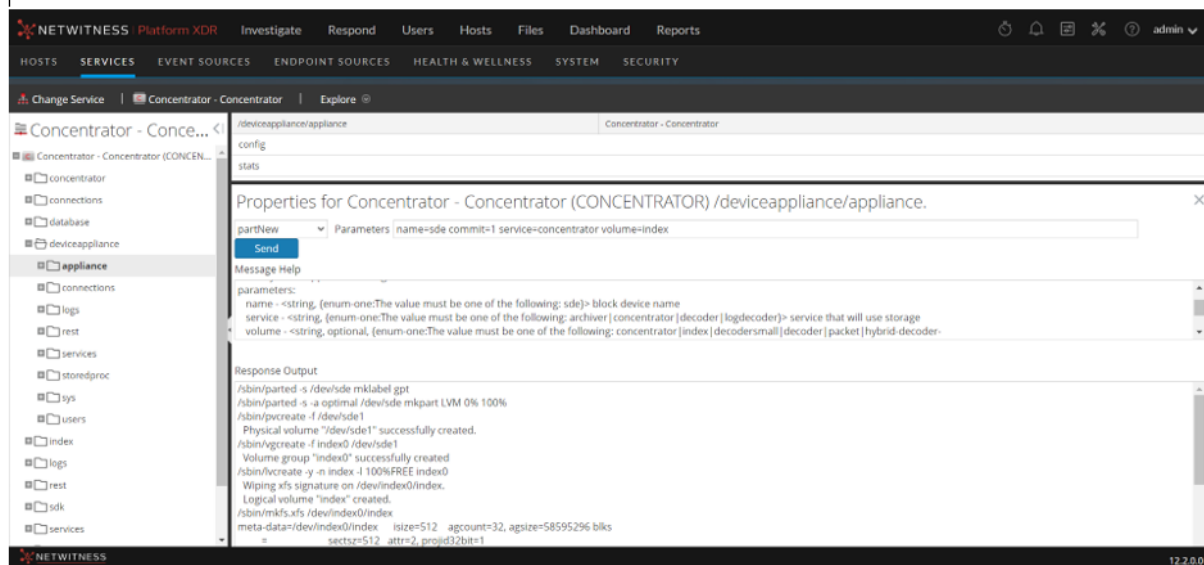 NETWITNESS Platform XDR Investigate Respond Users Hosts Files Dashboard Reports admin
HOSTS SERVICES EVENT SOURCES ENDPOINT SOURCES HEALTH & WELLNESS SYSTEM SECURITY
Change Service | Concentrator - Concentrator | Explore
Concentrator - Conce...
Concentrator - Concentrator (CONCEN...
concentrator
connections
database
deviceappliance
appliance
connections
logs
rest
services
storedproc
sys
users
index
logs
rest
sdk
services
/deviceappliance/appliance Concentrator - Concentrator
config
stats
Properties for Concentrator - Concentrator (CONCENTRATOR) /deviceappliance/appliance.
partNew Parameters name=sde commit=1 service=concentrator volume=index
Send
Message Help
parameters:
name - <string, {enum-one:The value must be one of the following: sde}> block device name
service - <string, {enum-one:The value must be one of the following: archiver|concentrator|decoder|logdecoder}> service that will use storage
volume - <string, optional, {enum-one:The value must be one of the following: concentrator|index|decodersmall|decoder|packet|hybrid-decoder-
Response Output
/sbin/parted -s /dev/sde mklabel gpt
/sbin/parted -s -a optimal /dev/sde mkpart LVM 0% 100%
/sbin/pvcreate -f /dev/sde1
Physical volume "/dev/sde1" successfully created.
/sbin/vgcreate -f index0 /dev/sde1
Volume group "index0" successfully created
/sbin/lvcreate -y -n index -l 100%FREE index0
Wiping xfs signature on /dev/index0/index.
Logical volume "index" created.
/sbin/mkfs.xfs /dev/index0/index
meta-data=/dev/index0/index isize=512 agcount=32, agsize=58595296 blks
= sectsz=512 attr=2, projid32bit=1
NETWITNESS 12.2.0.0